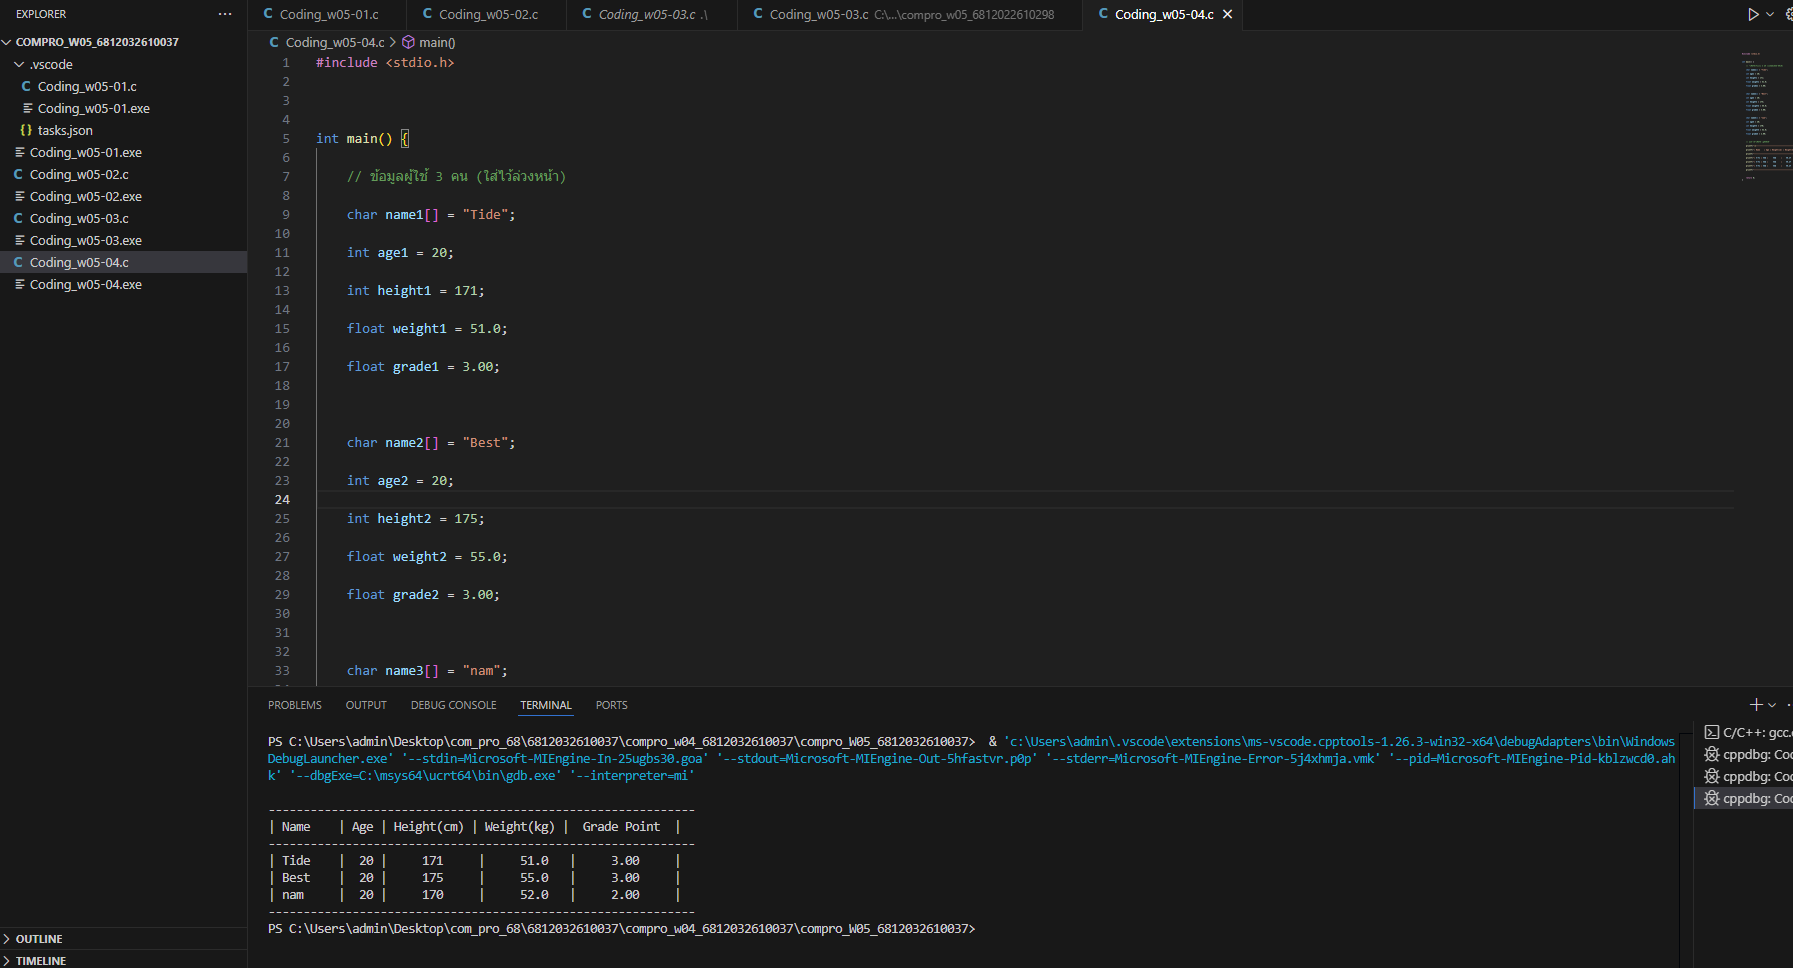 EXPLORER
COMPRO_W05_6812032610037
.vscode
Coding_w05-01.c
Coding_w05-01.exe
tasks.json
Coding_w05-01.exe
Coding_w05-02.c
Coding_w05-02.exe
Coding_w05-03.c
Coding_w05-03.exe
Coding_w05-04.c
Coding_w05-04.exe
OUTLINE
TIMELINE
Coding_w05-01.c
Coding_w05-02.c
Coding_w05-03.c .\
Coding_w05-03.c C:\...\compro_w05_6812022610298
Coding_w05-04.c
Coding_w05-04.c > main()
1 #include <stdio.h>
2
3
4
5 int main() {
6
7 // ข้อมูลผู้ใช้ 3 คน (ใส่ไว้ล่วงหน้า)
8
9 char name1[] = "Tide";
10
11 int age1 = 20;
12
13 int height1 = 171;
14
15 float weight1 = 51.0;
16
17 float grade1 = 3.00;
18
19
20
21 char name2[] = "Best";
22
23 int age2 = 20;
24
25 int height2 = 175;
26
27 float weight2 = 55.0;
28
29 float grade2 = 3.00;
30
31
32
33 char name3[] = "nam";
PROBLEMS OUTPUT DEBUG CONSOLE TERMINAL PORTS
PS C:\Users\admin\Desktop\com_pro_68\6812032610037\compro_w04_6812032610037\compro_W05_6812032610037> & 'c:\Users\admin\.vscode\extensions\ms-vscode.cpptools-1.26.3-win32-x64\debugAdapters\bin\Windows
DebugLauncher.exe' '--stdin=Microsoft-MIEngine-In-25ugbs30.goa' '--stdout=Microsoft-MIEngine-Out-5hfastvr.p0p' '--stderr=Microsoft-MIEngine-Error-5j4xhmja.vmk' '--pid=Microsoft-MIEngine-Pid-kblzwcd0.ah
k' '--dbgExe=C:\msys64\ucrt64\bin\gdb.exe' '--interpreter=mi'
------------------------------------------------------------
| Name | Age | Height(cm) | Weight(kg) | Grade Point |
------------------------------------------------------------
| Tide | 20 | 171 | 51.0 | 3.00 |
| Best | 20 | 175 | 55.0 | 3.00 |
| nam | 20 | 170 | 52.0 | 2.00 |
------------------------------------------------------------
PS C:\Users\admin\Desktop\com_pro_68\6812032610037\compro_w04_6812032610037\compro_W05_6812032610037>
C/C++: gcc.
cppdbg: Co
cppdbg: Co
cppdbg: Co